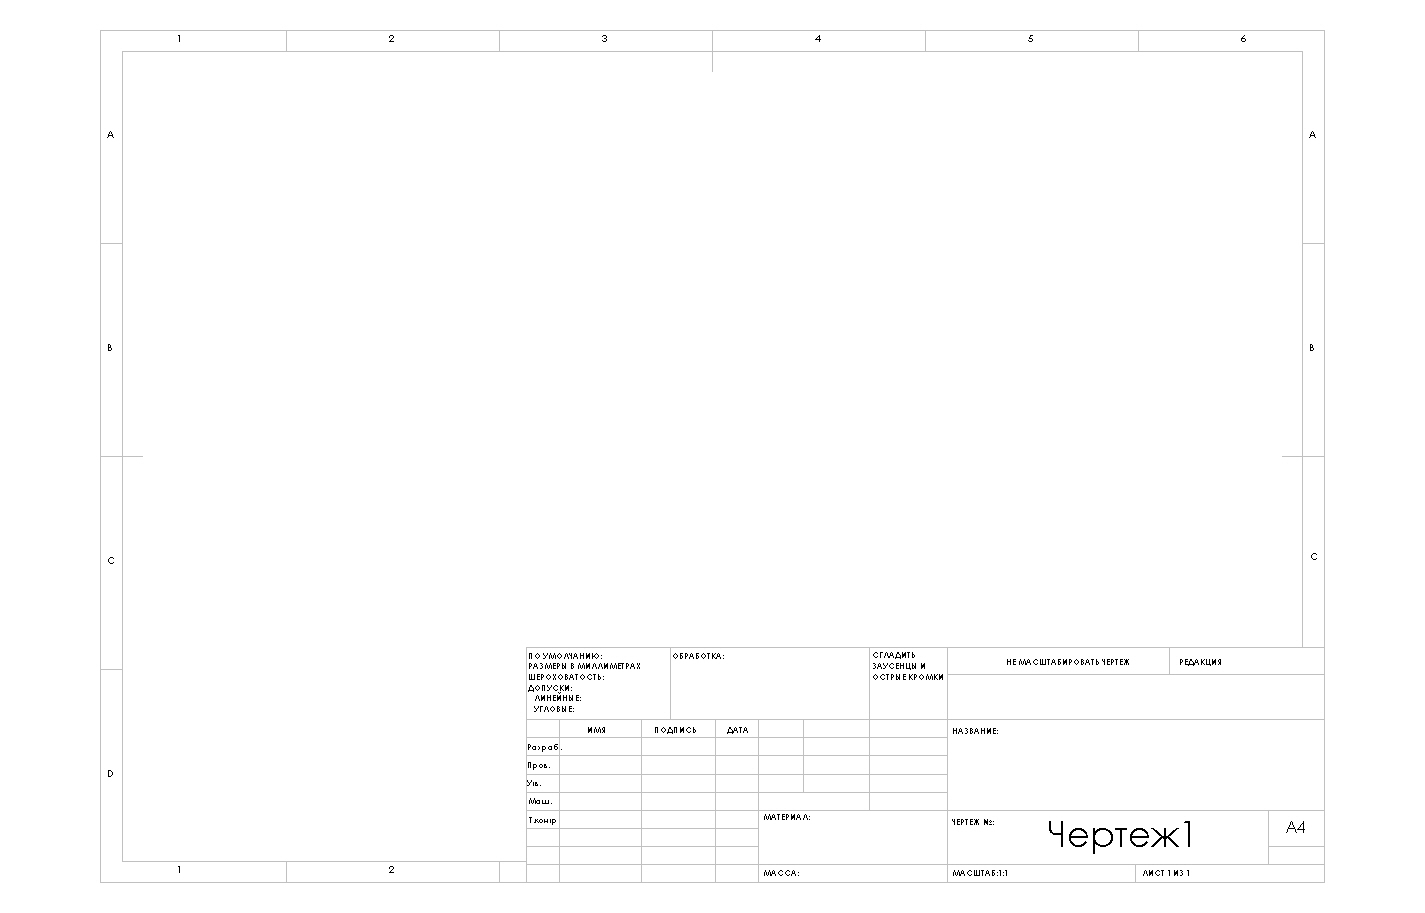 1 2 3 4 5 6
A A
B B
C C
D
ПО УМОЛЧАНИЮ:
РАЗМЕРЫ В МИЛЛИМЕТРАХ
ШЕРОХОВАТОСТЬ:
ДОПУСКИ:
ЛИНЕЙНЫЕ:
УГЛОВЫЕ:
ОБРАБОТКА:
СГЛАДИТЬ
ЗАУСЕНЦЫ И
ОСТРЫЕ КРОМКИ
НЕ МАСШТАБИРОВАТЬ ЧЕРТЕЖ
РЕДАКЦИЯ
ИМЯ ПОДПИСЬ ДАТА
НАЗВАНИЕ:
Разраб.
Пров.
Утв.
Маш.
Т.контр
МАТЕРИАЛ:
ЧЕРТЕЖ №:
Чертеж1
A4
МАССА:
МАСШТАБ:1:1
ЛИСТ 1 ИЗ 1
1 2